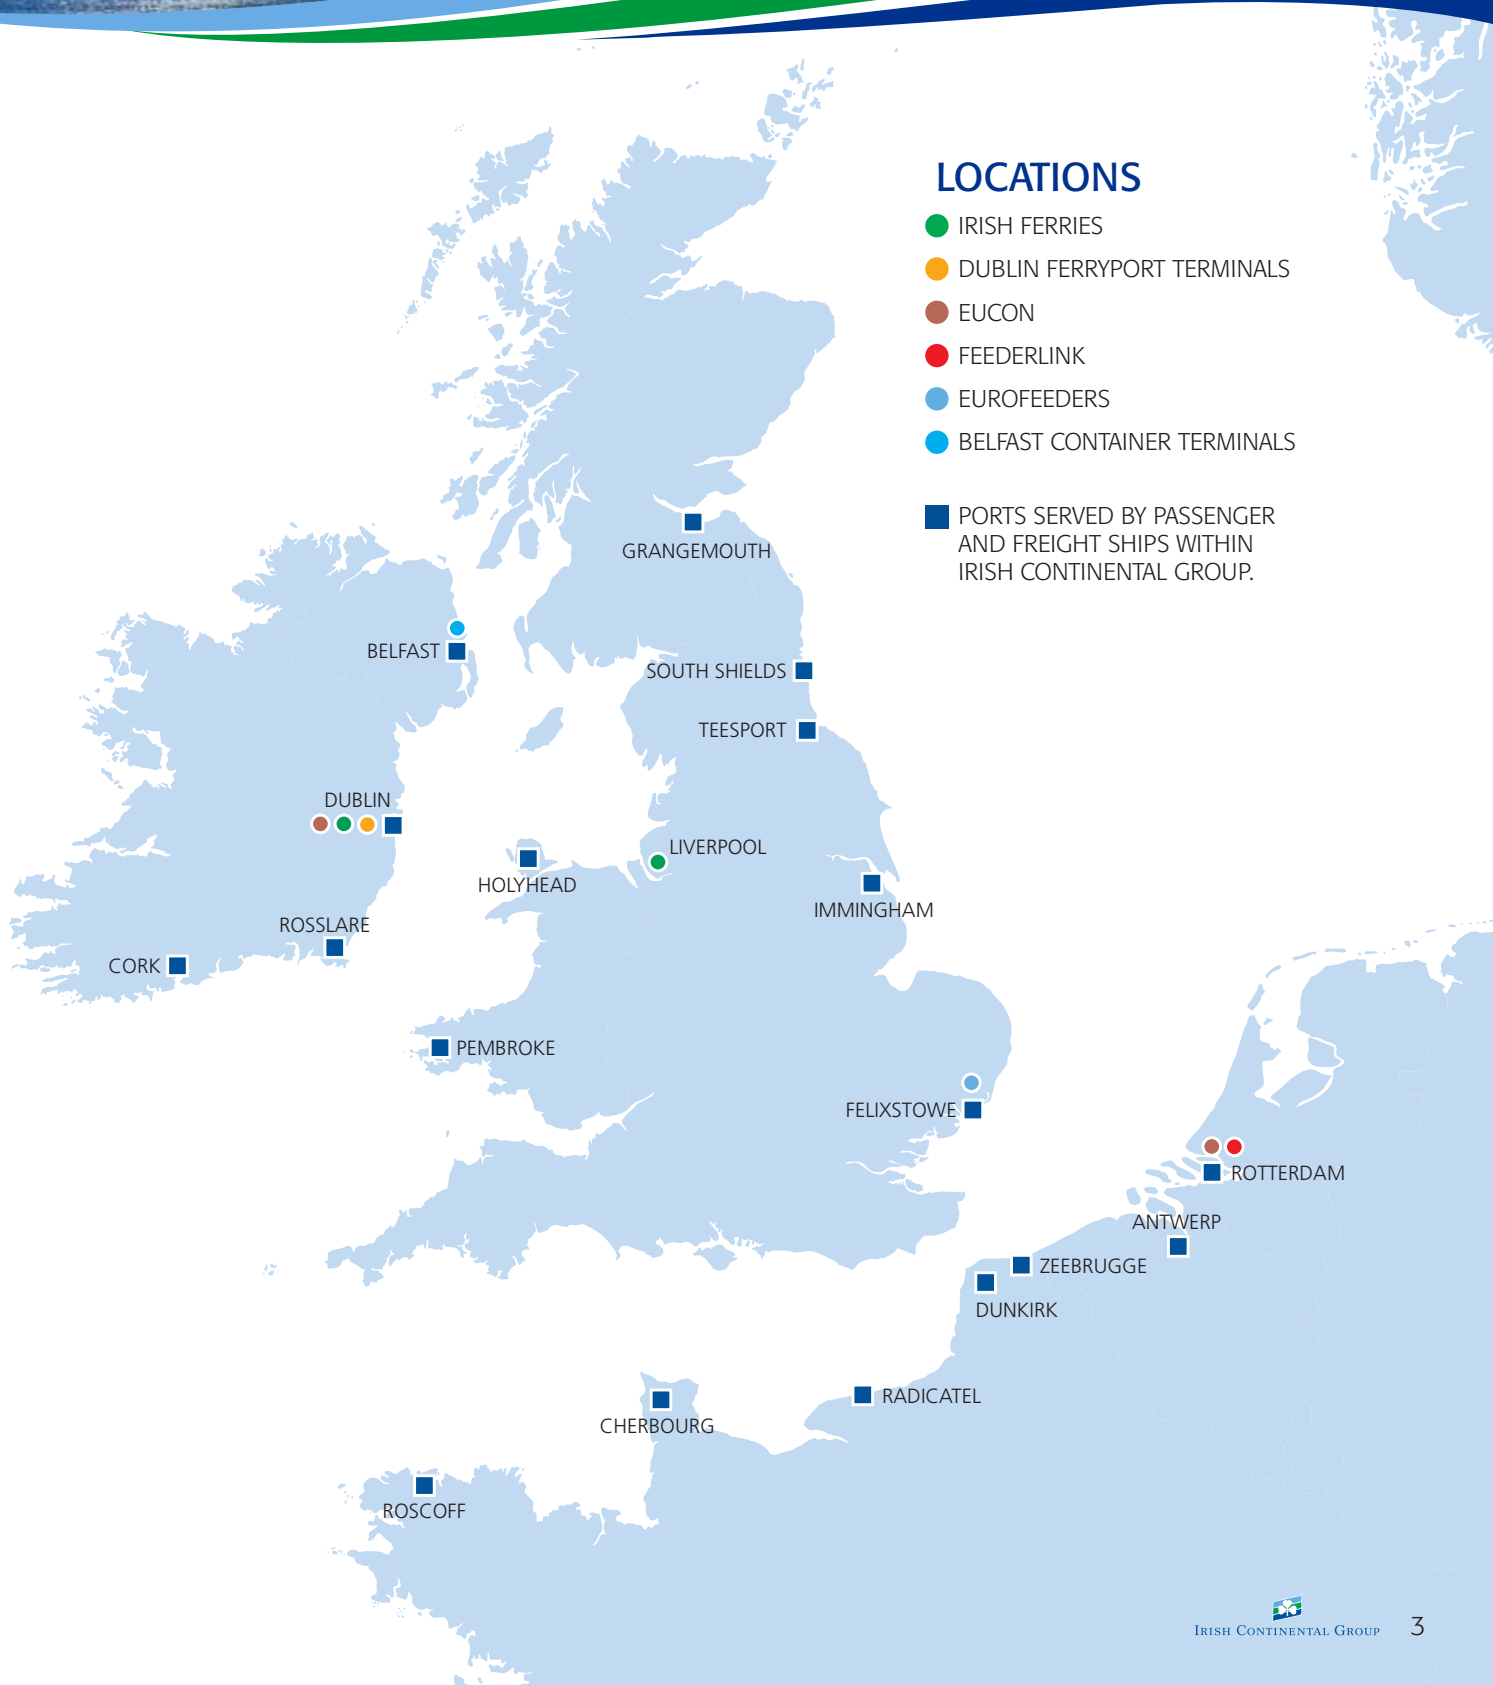 LOCATIONS
IRISH FERRIES
DUBLIN FERRYPORT TERMINALS
EUCON
FEEDERLINK
EUROFEEDERS
BELFAST CONTAINER TERMINALS
PORTS SERVED BY PASSENGER
AND FREIGHT SHIPS WITHIN
IRISH CONTINENTAL GROUP.
GRANGEMOUTH
BELFAST
SOUTH SHIELDS
TEESPORT
DUBLIN
LIVERPOOL
HOLYHEAD
IMMINGHAM
ROSSLARE
CORK
PEMBROKE
FELIXSTOWE
ROTTERDAM
ANTWERP
ZEEBRUGGE
DUNKIRK
RADICATEL
CHERBOURG
ROSCOFF
IRISH CONTINENTAL GROUP 3